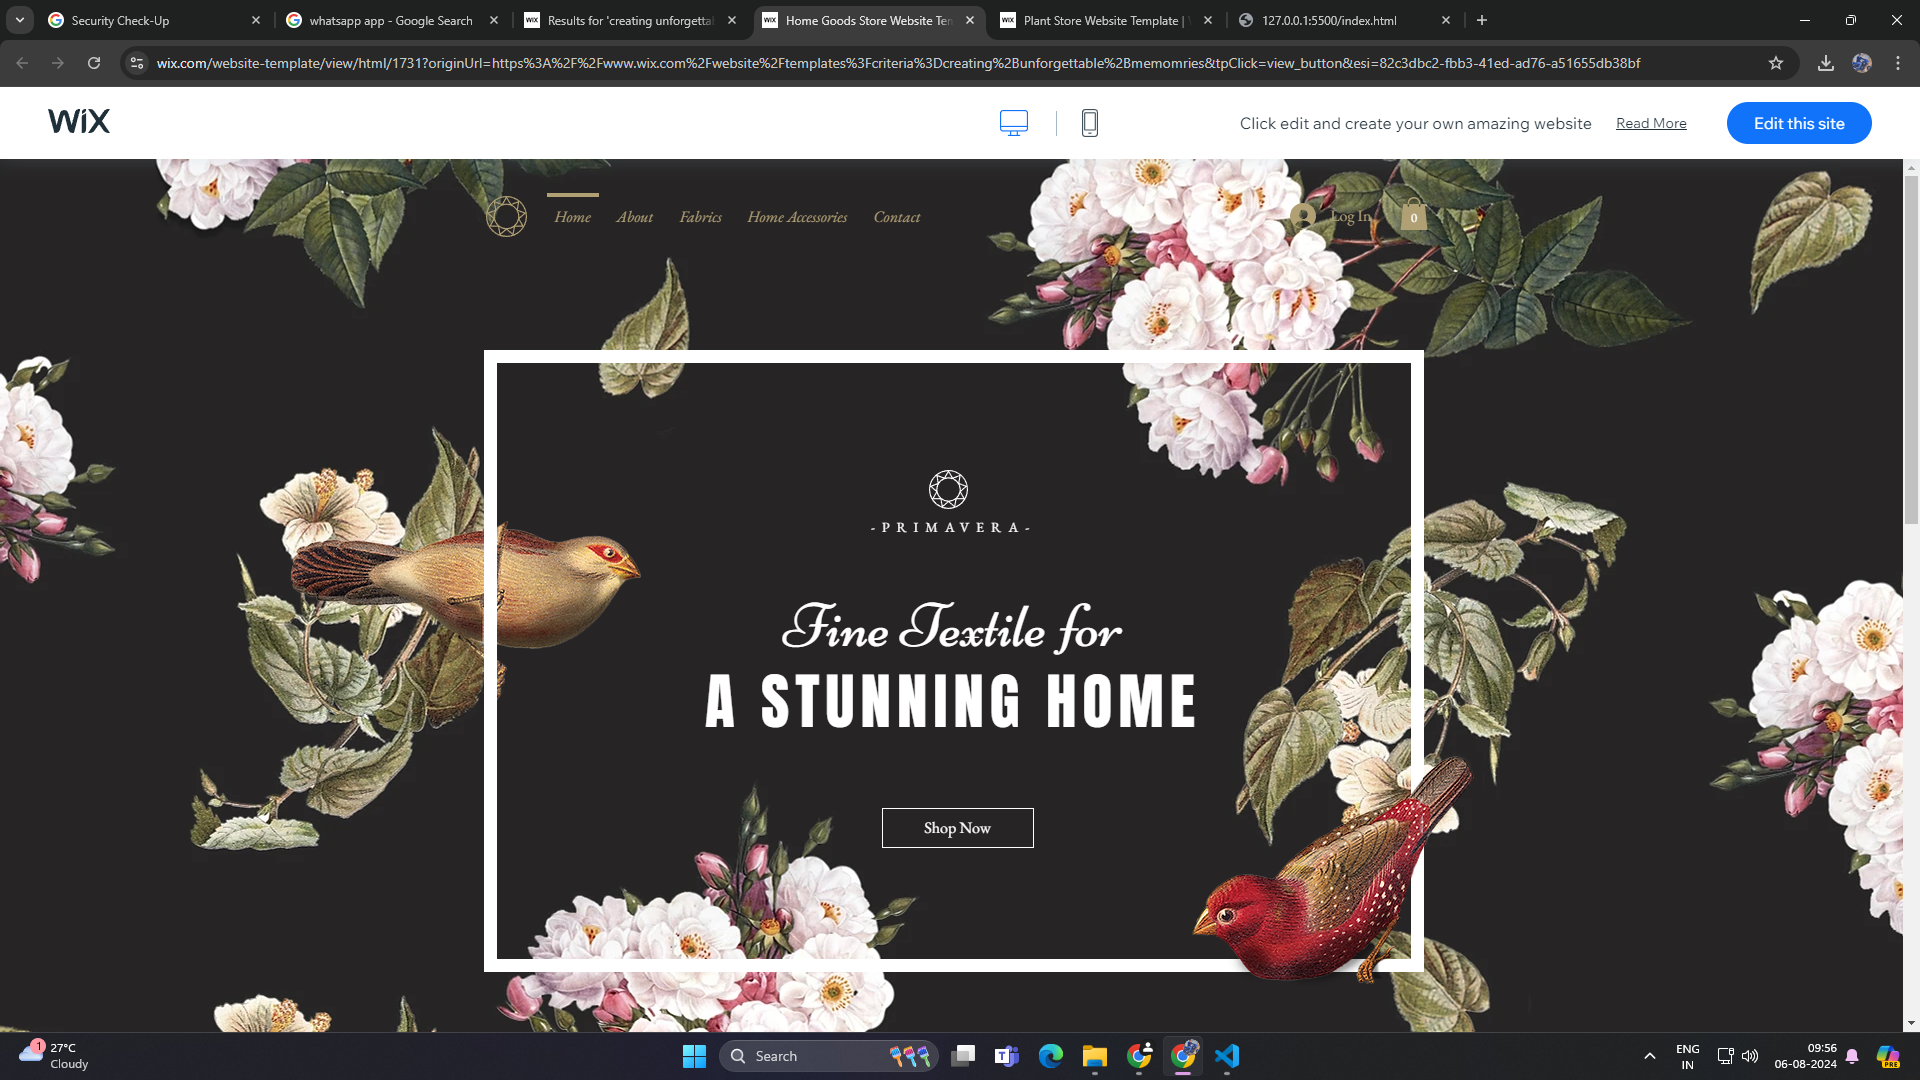 Security Check-Up
whatsapp app - Google Search
Results for 'creating unforgetta
Home Goods Store Website Ten
Plant Store Website Template |
127.0.0.1:5500/index.html
wix.com/website-template/view/html/1731?originUrl=https%3A%2F%2Fwww.wix.com%2Fwebsite%2Ftemplates%3Fcriteria%3Dcreating%2Bunforgettable%2Bmemomries&tpClick=view_button&esi=82c3dbc2-fbb3-41ed-ad76-a51655db38bf
WiX
Click edit and create your own amazing website
Read More
Edit this site
Home
About
Fabrics
Home Accessories
Contact
Log In
0
-PRIMAVERA-
Fine Textile for
A STUNNING HOME
Shop Now
1
27°C
Cloudy
Search
ENG
IN
09:56
06-08-2024
PRE